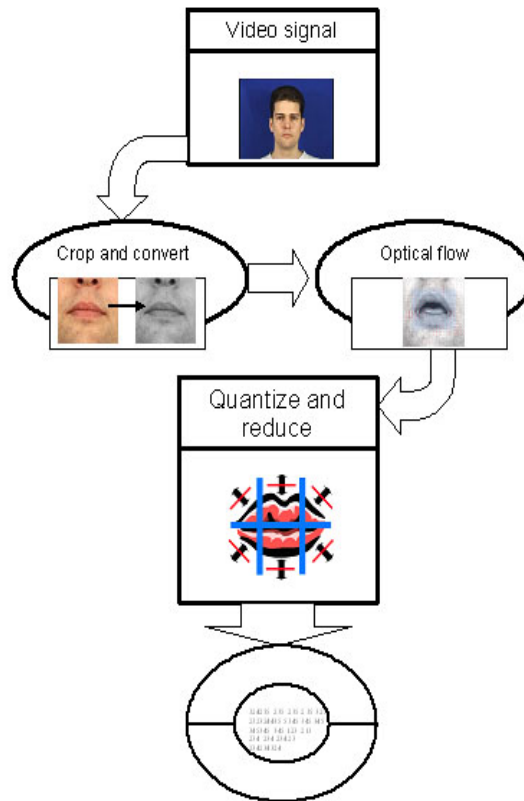 Video signal
Crop and convert
Optical flow
Quantize and
reduce